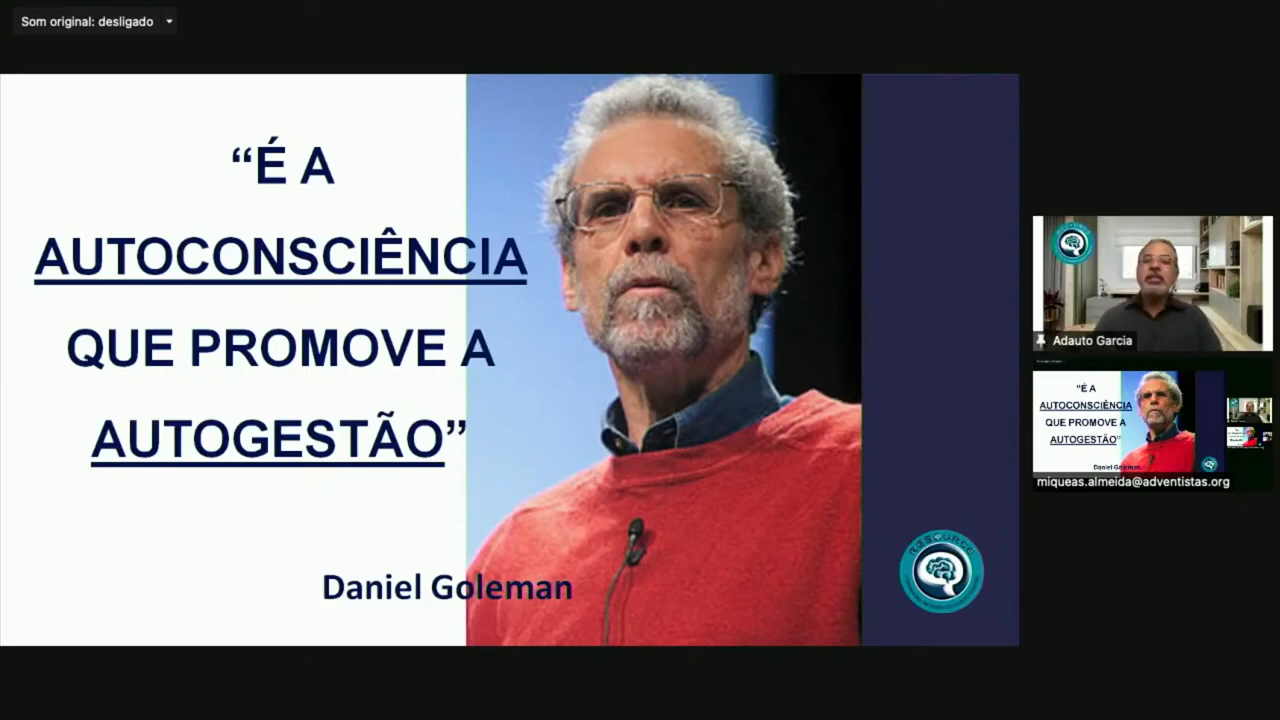 Som original: desligado
“É A
AUTOCONSCIÊNCIA
QUE PROMOVE A
AUTOGESTÃO”
Daniel Goleman
RESOURCE
Adauto Garcia
“É A
AUTOCONSCIÊNCIA
QUE PROMOVE A
AUTOGESTÃO”
Daniel Goleman
miqueas.almeida@adventistas.org